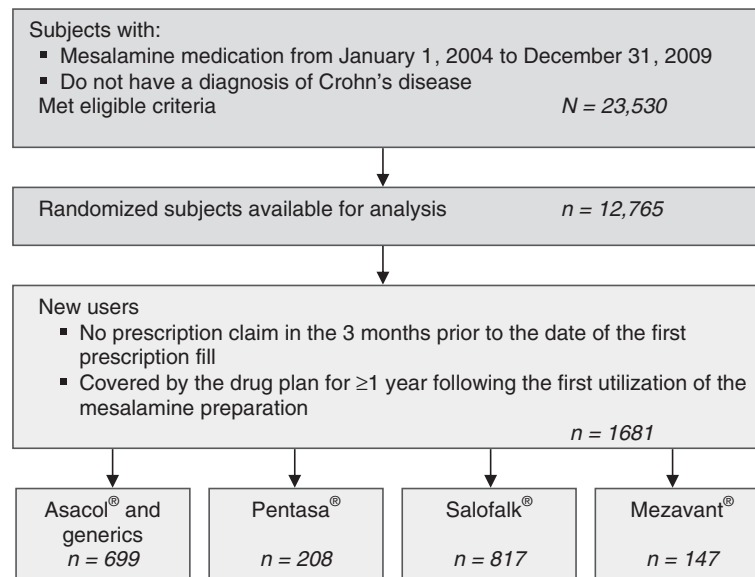 Subjects with:
▪ Mesalamine medication from January 1, 2004 to December 31, 2009
▪ Do not have a diagnosis of Crohn’s disease
Met eligible criteria N = 23,530
Randomized subjects available for analysis n = 12,765
New users
▪ No prescription claim in the 3 months prior to the date of the first
prescription fill
▪ Covered by the drug plan for ≥1 year following the first utilization of the
mesalamine preparation
n = 1681
Asacol® and
generics
n = 699
Pentasa®
n = 208
Salofalk®
n = 817
Mezavant®
n = 147